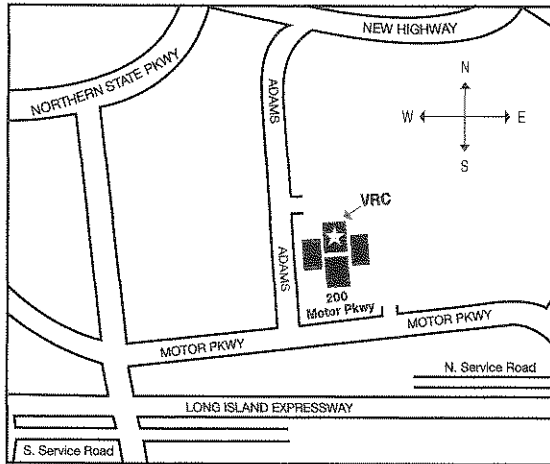 NEW HIGHWAY
NORTHERN STATE PKWY
ADAMS
N
W E
S
VRC
ADAMS
200
Motor Pkwy
MOTOR PKWY
MOTOR PKWY
N. Service Road
LONG ISLAND EXPRESSWAY
S. Service Road